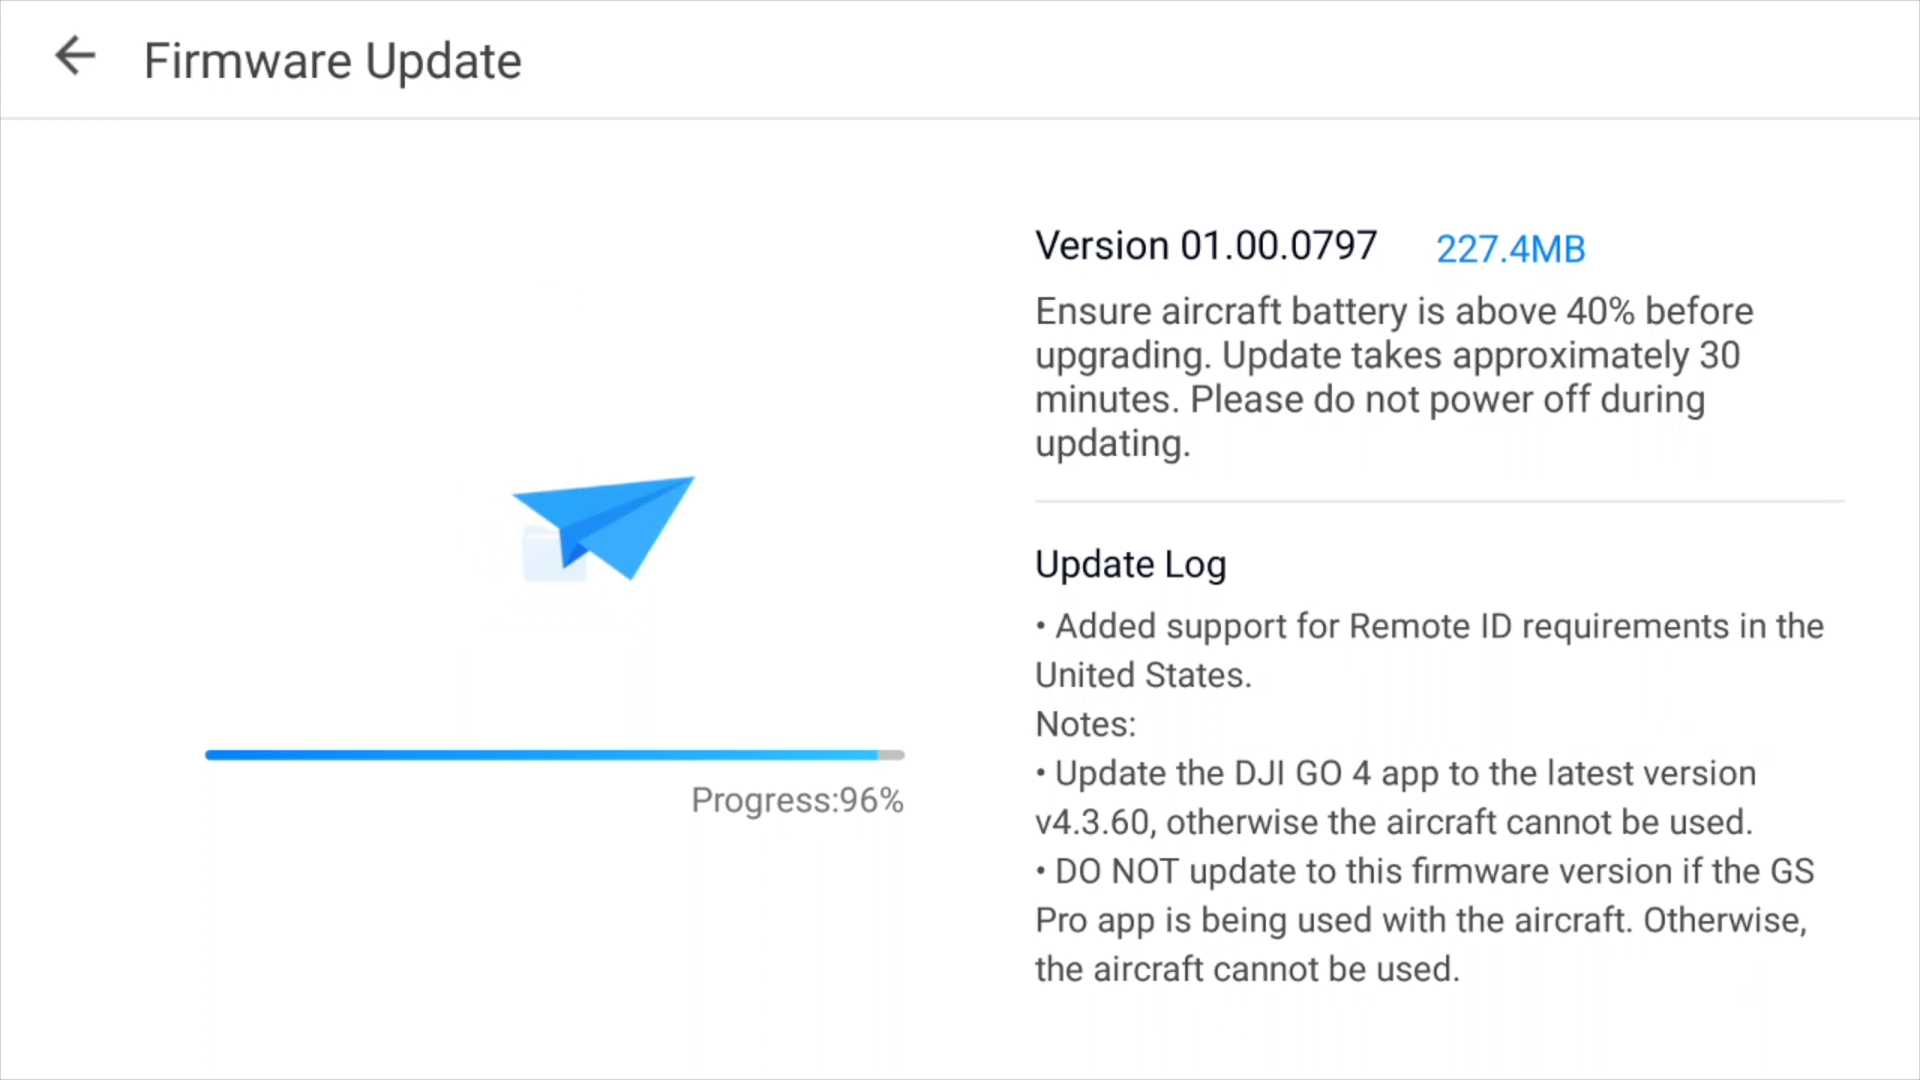 Firmware Update
Version 01.00.0797 227.4MB
Ensure aircraft battery is above 40% before
upgrading. Update takes approximately 30
minutes. Please do not power off during
updating.
Update Log
• Added support for Remote ID requirements in the
United States.
Notes:
• Update the DJI GO 4 app to the latest version
v4.3.60, otherwise the aircraft cannot be used.
• DO NOT update to this firmware version if the GS
Pro app is being used with the aircraft. Otherwise,
the aircraft cannot be used.
Progress:96%